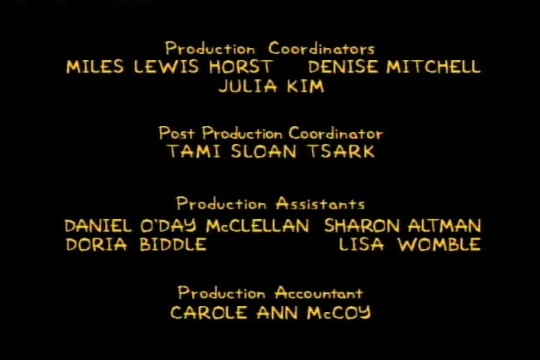 Production Coordinators
MILES LEWIS HORST DENISE MITCHELL
JULIA KIM
Post Production Coordinator
TAMI SLOAN TSARK
Production Assistants
DANIEL O'DAY McCLELLAN SHARON ALTMAN
DORIA BIDDLE LISA WOMBLE
Production Accountant
CAROLE ANN McCOY